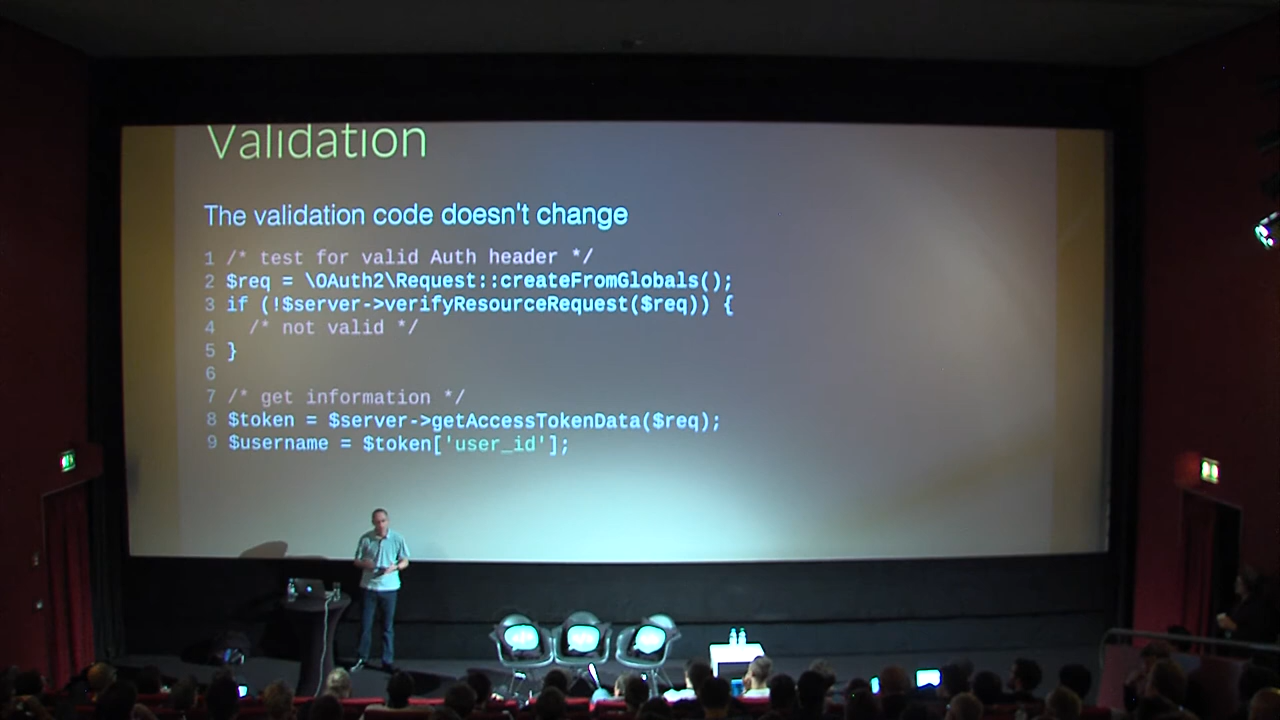 Validation
The validation code doesn't change
1 /* test for valid Auth header */
2 $req = \OAuth2\Request::createFromGlobals();
3 if (!$server->verifyResourceRequest($req)) {
4   /* not valid */
5 }
6
7 /* get information */
8 $token = $server->getAccessTokenData($req);
9 $username = $token['user_id'];